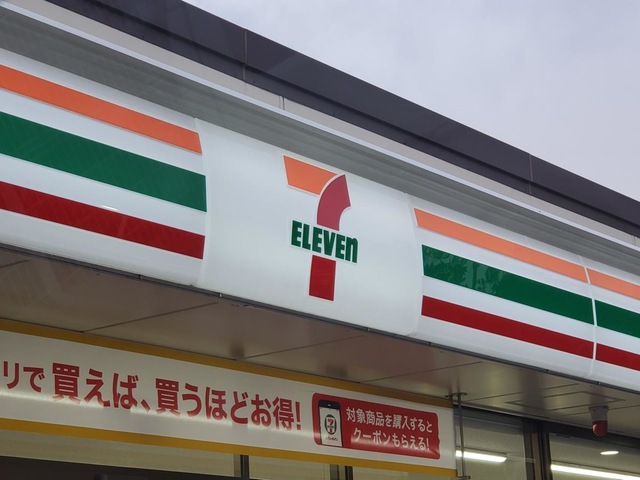 7
ELEVEn
リで買えば、買うほどお得!
対象商品を購入すると
クーポンもらえる!